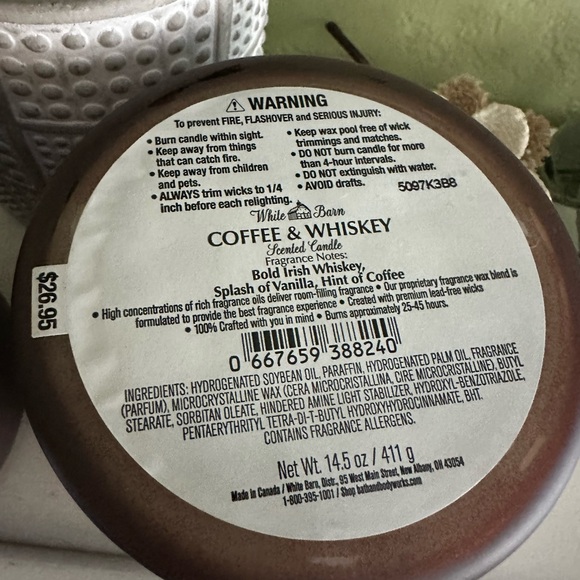 ⚠ WARNING
To prevent FIRE, FLASHOVER and SERIOUS INJURY:
• Burn candle within sight.
• Keep away from things
that can catch fire.
• Keep away from children
and pets.
• ALWAYS trim wicks to 1/4
inch before each relighting.
• Keep wax pool free of wick
trimmings and matches.
• DO NOT burn candle for more
than 4-hour intervals.
• DO NOT extinguish with water.
• AVOID drafts.
5097K3B8
White Barn
COFFEE & WHISKEY
Scented Candle
Fragrance Notes:
Bold Irish Whiskey,
Splash of Vanilla, Hint of Coffee
• High concentrations of rich fragrance oils deliver room-filling fragrance • Our proprietary fragrance wax blend is
formulated to provide the best fragrance experience • Created with premium lead-free wicks
• 100% Crafted with you in mind • Burns approximately 25-45 hours.
$26.95
0 667659 388240
INGREDIENTS: HYDROGENATED SOYBEAN OIL, PARAFFIN, HYDROGENATED PALM OIL, FRAGRANCE
(PARFUM), MICROCRYSTALLINE WAX (CERA MICROCRISTALLINA, CIRE MICROCRISTALLINE), BUTYL
STEARATE, SORBITAN OLEATE, HINDERED AMINE LIGHT STABILIZER, HYDROXYL-BENZOTRIAZOLE,
PENTAERYTHRITYL TETRA-DI-T-BUTYL HYDROXYHYDROCINNAMATE, BHT.
CONTAINS FRAGRANCE ALLERGENS.
Net Wt. 14.5 oz / 411 g
Made in Canada / White Barn, Distr., 95 West Main Street, New Albany, OH 43054
1-800-395-1001 / Shop bathandbodyworks.com